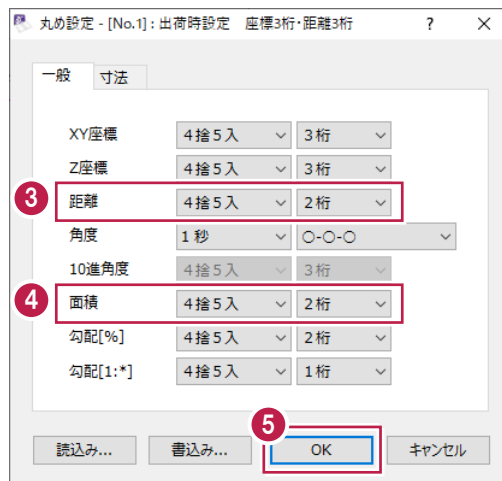 丸め設定 - [No.1] : 出荷時設定　座標3桁・距離3桁 ? ×
一般 寸法
XY座標 4捨5入 3桁
Z座標 4捨5入 3桁
3 距離 4捨5入 2桁
角度 1秒 ○-○-○
10進角度 4捨5入 3桁
4 面積 4捨5入 2桁
勾配[%] 4捨5入 2桁
勾配[1:*] 4捨5入 1桁
5
読込み... 書込み... OK キャンセル